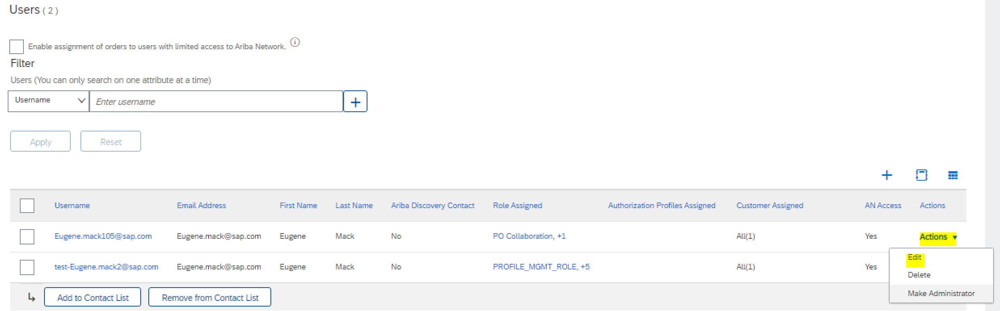 Users ( 2 )
Enable assignment of orders to users with limited access to Ariba Network.
Filter
Users (You can only search on one attribute at a time)
Username Enter username
Apply Reset
Username Email Address First Name Last Name Ariba Discovery Contact Role Assigned Authorization Profiles Assigned Customer Assigned AN Access Actions
Eugene.mack105@sap.com Eugene.mack@sap.com Eugene Mack No PO Collaboration, +1 All(1) Yes Actions
test-Eugene.mack2@sap.com Eugene.mack@sap.com Eugene Mack No PROFILE_MGMT_ROLE, +5 All(1) Yes
Edit
Delete
Make Administrator
Add to Contact List Remove from Contact List